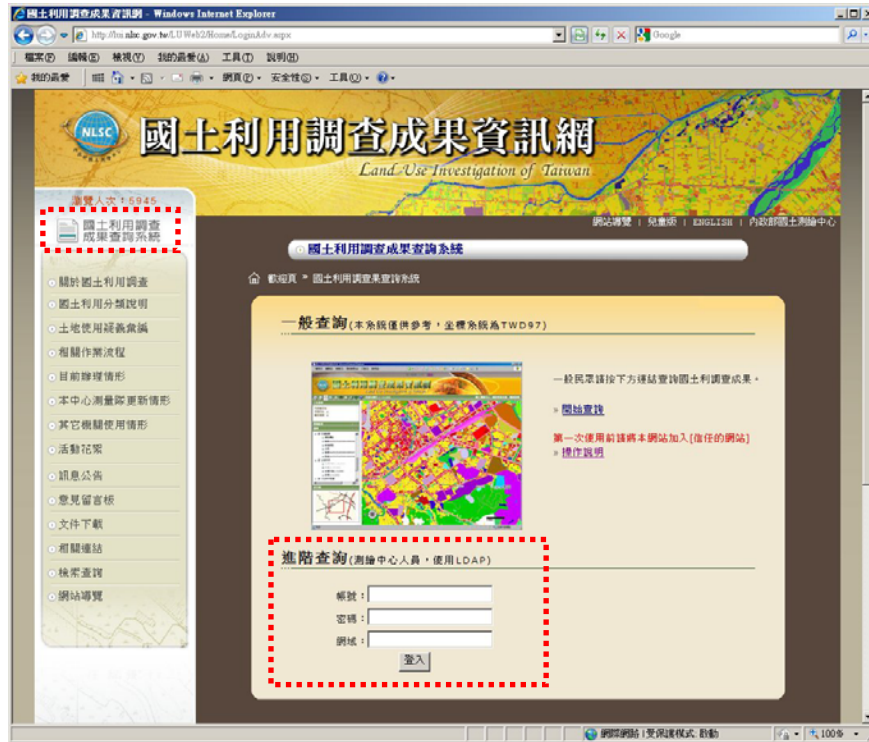 國土利用調查成果資訊網 - Windows Internet Explorer
http://lui.nlsc.gov.tw/LUWeb2/Home/LoginAdv.aspx
Google
檔案(F) 編輯(E) 檢視(V) 我的最愛(A) 工具(T) 說明(H)
我的最愛
網頁(P) 安全性(S) 工具(O)
NLSC
國土利用調查成果資訊網
Land Use Investigation of Taiwan
瀏覽人次：5945
網站導覽 | 兒童版 | ENGLISH | 內政部國土測繪中心
國土利用調查
成果查詢系統
國土利用調查成果查詢系統
歡迎頁 » 國土利用調查成果查詢系統
關於國土利用調查
國土利用分類說明
土地使用疑義彙編
相關作業流程
目前辦理情形
本中心測量隊更新情形
其它機關使用情形
活動花絮
訊息公告
意見留言板
文件下載
相關連結
檢索查詢
網站導覽
一般查詢(本系統僅供參考，坐標系統為TWD97)
一般民眾請按下方連結查詢國土利調查成果。
» 開始查詢
第一次使用前請將本網站加入[信任的網站]
» 操作說明
進階查詢(測繪中心人員，使用LDAP)
帳號：
密碼：
網域：
登入
網際網路 | 受保護模式: 啟動
100%